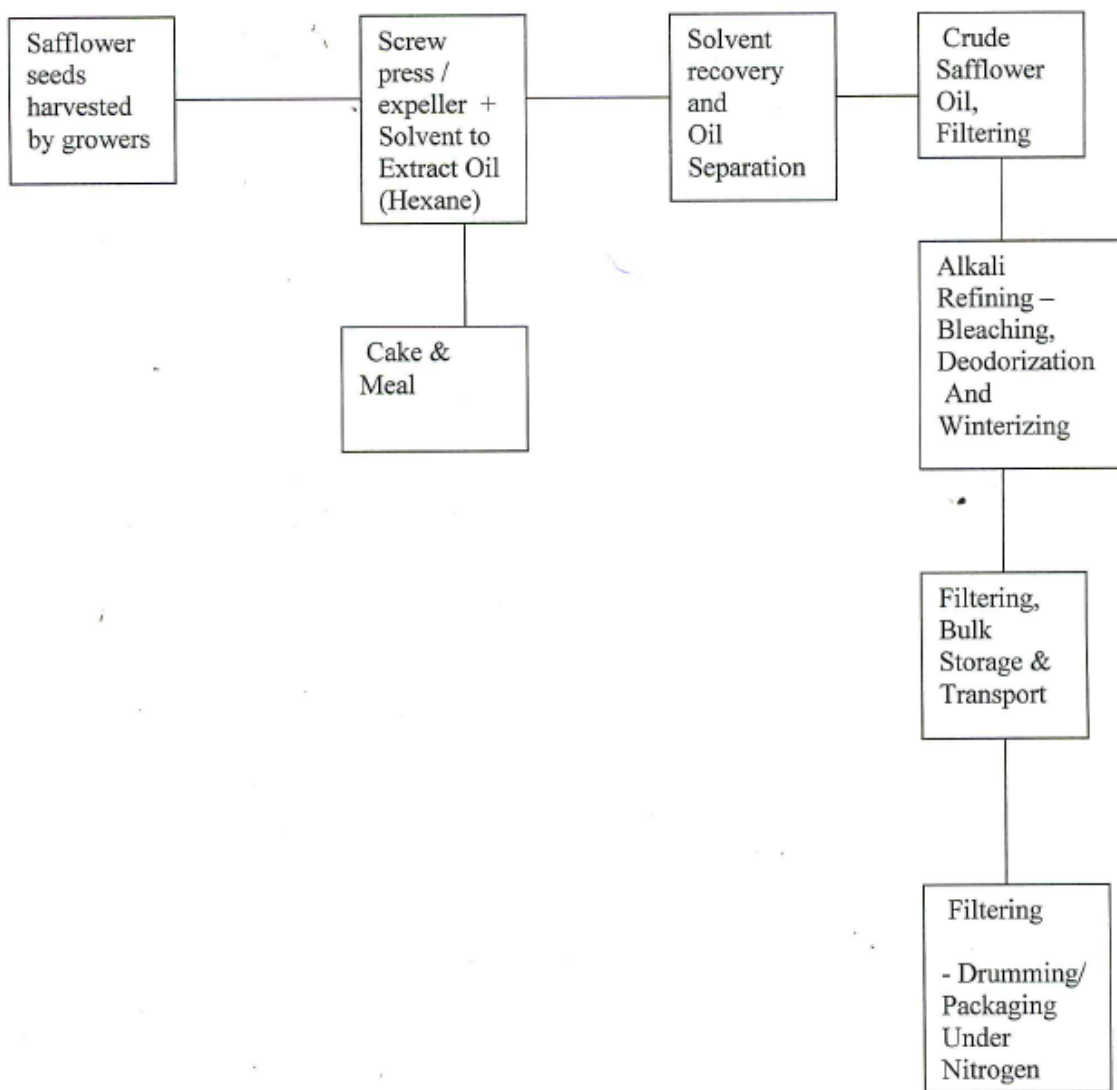 Safflower
seeds
harvested
by growers
Screw
press /
expeller +
Solvent to
Extract Oil
(Hexane)
Solvent
recovery
and
Oil
Separation
Crude
Safflower
Oil,
Filtering
Cake &
Meal
Alkali
Refining –
Bleaching,
Deodorization
And
Winterizing
Filtering,
Bulk
Storage &
Transport
Filtering
- Drumming/
Packaging
Under
Nitrogen